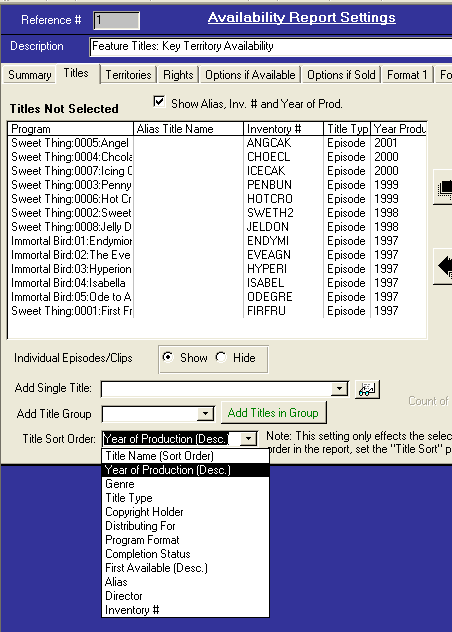 Reference # 1 Availability Report Settings
Description Feature Titles: Key Territory Availability
Summary Titles Territories Rights Options if Available Options if Sold Format 1 Fo
Titles Not Selected Show Alias, Inv. # and Year of Prod.
Program Alias Title Name Inventory # Title Typ Year Produ
Sweet Thing:0005:Angel ANGCAK Episode 2001
Sweet Thing:0004:Chcola CHOECL Episode 2000
Sweet Thing:0007:Icing C ICECAK Episode 2000
Sweet Thing:0003:Penny PENBUN Episode 1999
Sweet Thing:0006:Hot Cr HOTCRO Episode 1999
Sweet Thing:0002:Sweet SWETH2 Episode 1998
Sweet Thing:0008:Jelly D JELDON Episode 1998
Immortal Bird:01:Endymion ENDYMI Episode 1997
Immortal Bird:02:The Eve EVEAGN Episode 1997
Immortal Bird:03:Hyperion HYPERI Episode 1997
Immortal Bird:04:Isabella ISABEL Episode 1997
Immortal Bird:05:Ode to A ODEGRE Episode 1997
Sweet Thing:0001:First Fr FIRFRU Episode 1997
Individual Episodes/Clips Show Hide
Add Single Title:
Count of
Add Title Group Add Titles in Group
Title Sort Order: Year of Production (Desc. Note: This setting only effects the selec
order in the report, set the "Title Sort" p
Title Name (Sort Order)
Year of Production (Desc.)
Genre
Title Type
Copyright Holder
Distributing For
Program Format
Completion Status
First Available (Desc.)
Alias
Director
Inventory #